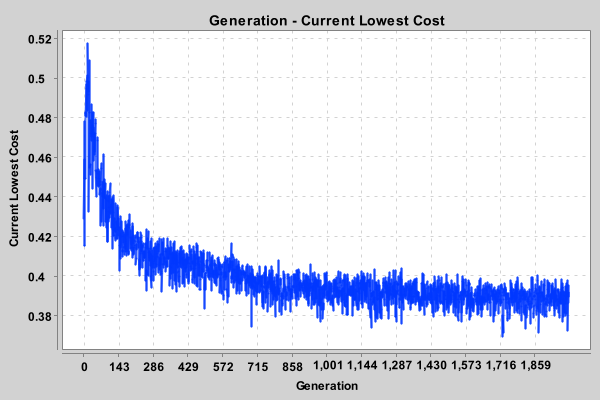 Generation - Current Lowest Cost
0.52
0.5
0.48
0.46
0.44
0.42
0.4
0.38
Current Lowest Cost
0 143 286 429 572 715 858 1,001 1,144 1,287 1,430 1,573 1,716 1,859
Generation